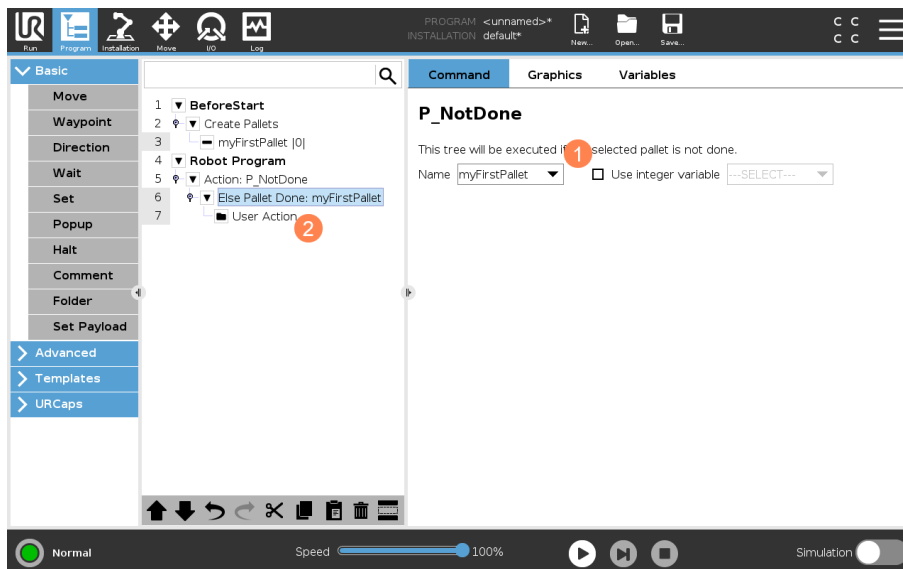 PROGRAM <unnamed>*
INSTALLATION default*
UR
Run
Program
Installation
Move
I/O
Log
New...
Open...
Save...
C C
C C
Basic
Move
Waypoint
Direction
Wait
Set
Popup
Halt
Comment
Folder
Set Payload
Advanced
Templates
URCaps
1 BeforeStart
2 Create Pallets
3 myFirstPallet |0|
4 Robot Program
5 Action: P_NotDone
6 Else Pallet Done: myFirstPallet
7 User Action
2
Command Graphics Variables
P_NotDone
This tree will be executed if selected pallet is not done.
1
Name myFirstPallet Use integer variable ---SELECT---
Normal
Speed 100%
Simulation